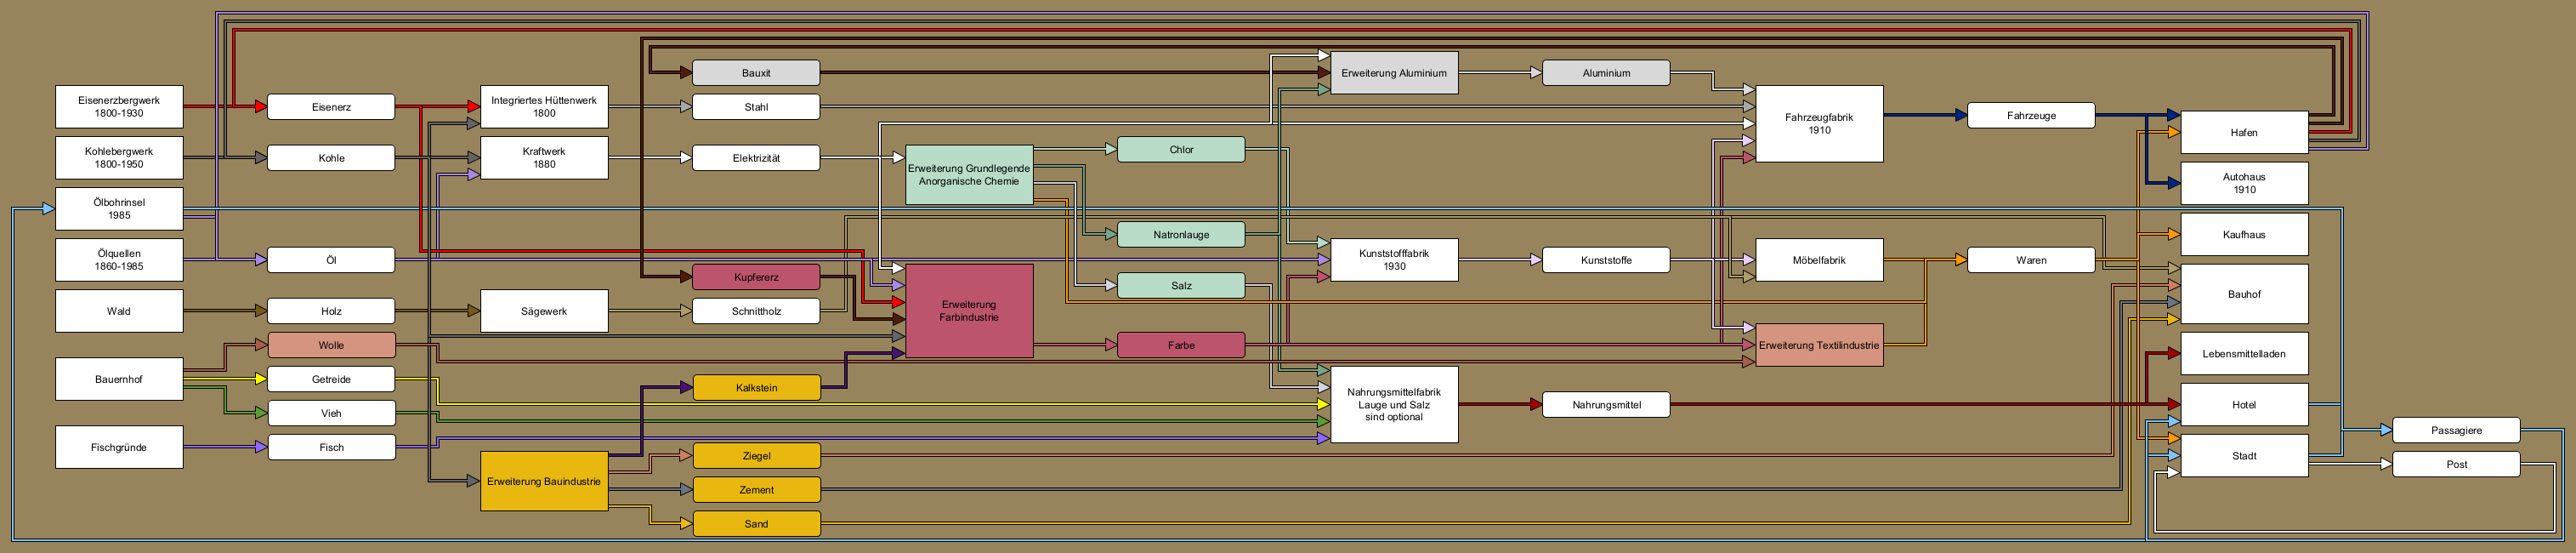 Eisenerzbergwerk
1800-1930
Kohlebergwerk
1800-1950
Ölbohrinsel
1985
Ölquellen
1860-1985
Wald
Bauernhof
Fischgründe
Eisenerz
Kohle
Öl
Holz
Wolle
Getreide
Vieh
Fisch
Integriertes Hüttenwerk
1800
Kraftwerk
1880
Sägewerk
Erweiterung Bauindustrie
Bauxit
Stahl
Elektrizität
Kupfererz
Schnittholz
Kalkstein
Ziegel
Zement
Sand
Erweiterung Grundlegende
Anorganische Chemie
Erweiterung
Farbindustrie
Chlor
Natronlauge
Salz
Farbe
Erweiterung Aluminium
Kunststofffabrik
1930
Nahrungsmittelfabrik
Lauge und Salz
sind optional
Aluminium
Kunststoffe
Nahrungsmittel
Fahrzeugfabrik
1910
Möbelfabrik
Erweiterung Textilindustrie
Fahrzeuge
Waren
Hafen
Autohaus
1910
Kaufhaus
Bauhof
Lebensmittelladen
Hotel
Stadt
Passagiere
Post